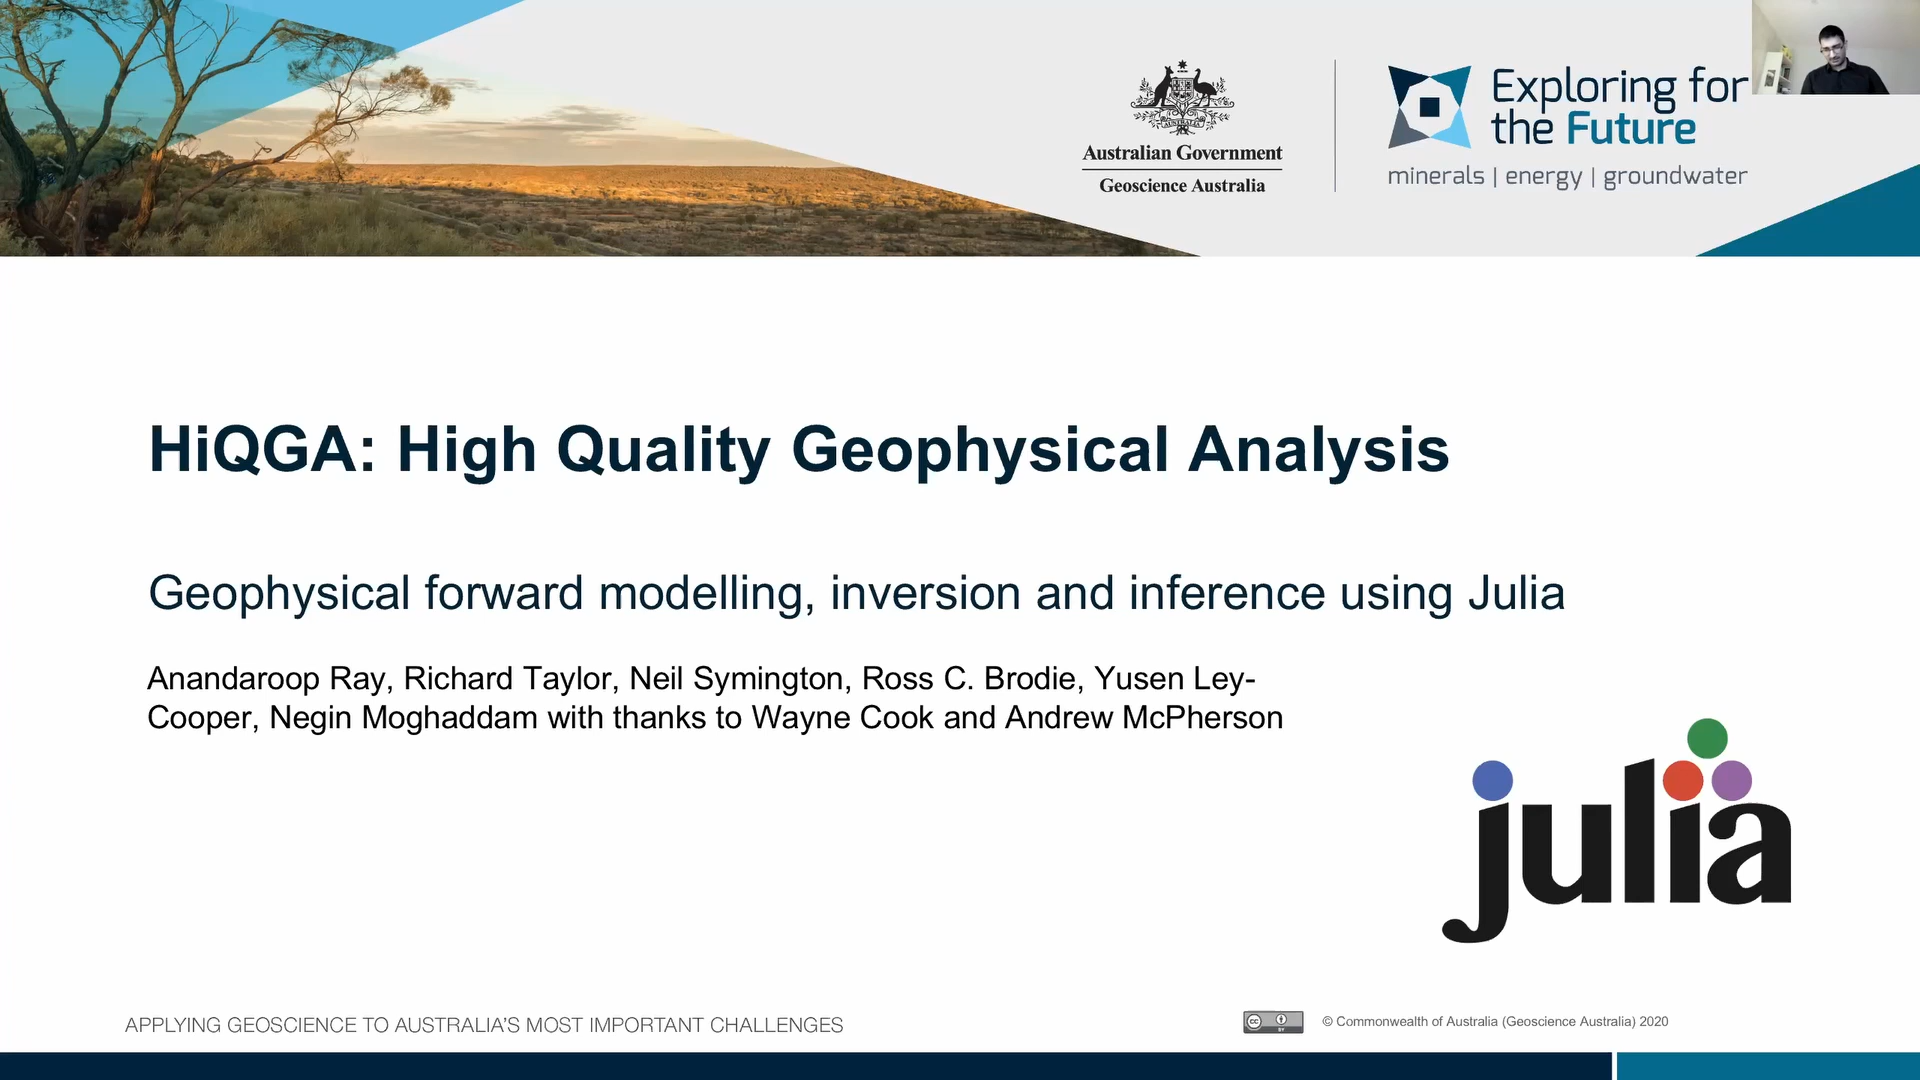 Australian Government
Geoscience Australia
Exploring for
the Future
minerals | energy | groundwater
HiQGA: High Quality Geophysical Analysis
Geophysical forward modelling, inversion and inference using Julia
Anandaroop Ray, Richard Taylor, Neil Symington, Ross C. Brodie, Yusen Ley-
Cooper, Negin Moghaddam with thanks to Wayne Cook and Andrew McPherson
julia
APPLYING GEOSCIENCE TO AUSTRALIA'S MOST IMPORTANT CHALLENGES
cc BY
© Commonwealth of Australia (Geoscience Australia) 2020